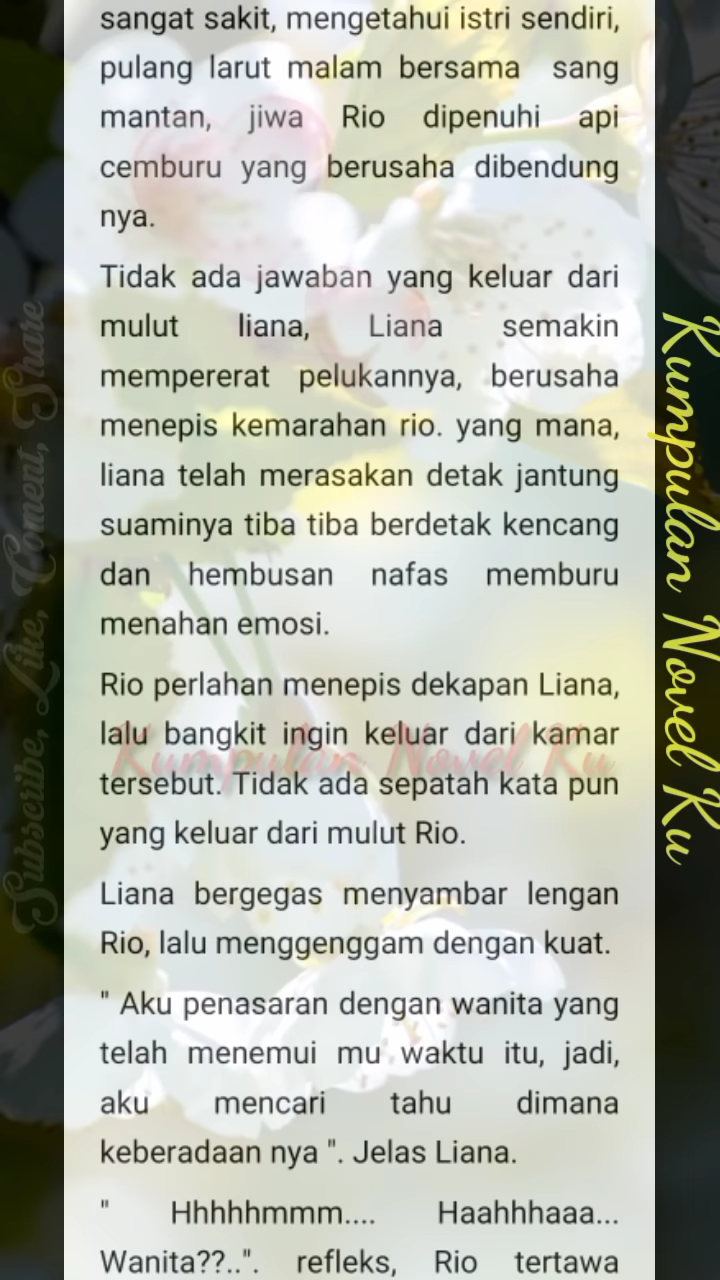 sangat sakit, mengetahui istri sendiri,
pulang larut malam bersama sang
mantan, jiwa Rio dipenuhi api
cemburu yang berusaha dibendung
nya.
Tidak ada jawaban yang keluar dari
mulut liana, Liana semakin
mempererat pelukannya, berusaha
menepis kemarahan rio. yang mana,
liana telah merasakan detak jantung
suaminya tiba tiba berdetak kencang
dan hembusan nafas memburu
menahan emosi.
Rio perlahan menepis dekapan Liana,
lalu bangkit ingin keluar dari kamar
tersebut. Tidak ada sepatah kata pun
yang keluar dari mulut Rio.
Liana bergegas menyambar lengan
Rio, lalu menggenggam dengan kuat.
" Aku penasaran dengan wanita yang
telah menemui mu waktu itu, jadi,
aku mencari tahu dimana
keberadaan nya ". Jelas Liana.
" Hhhhhmmm.... Haahhhaaa...
Wanita??..". refleks, Rio tertawa
Kumpulan Novel Ku
Kumpulan Novel Ku
Subscribe, Like, Coment, Share